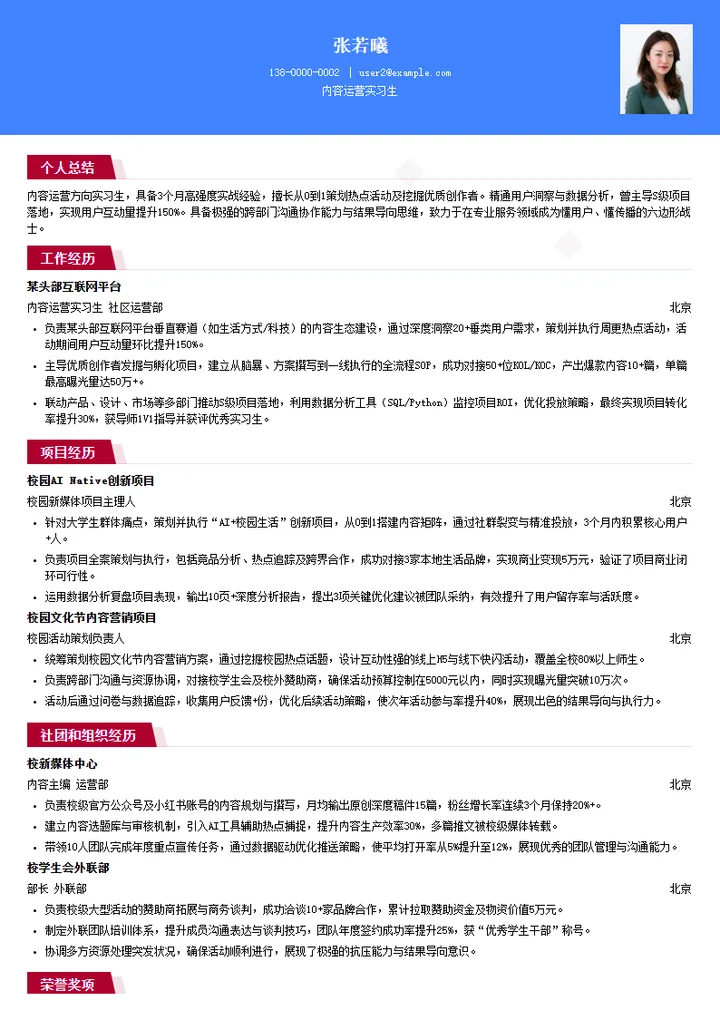 张若曦
138-0000-0002 | user2@example.com
内容运营实习生
个人总结
内容运营方向实习生，具备3个月高强度实战经验，擅长从0到1策划热点活动及挖掘优质创作者。精通用户洞察与数据分析，曾主导S级项目
落地，实现用户互动量提升150%。具备极强的跨部门沟通协作能力与结果导向思维，致力于在专业服务领域成为懂用户、懂传播的六边形战
士。
工作经历
某头部互联网平台
内容运营实习生 社区运营部 北京
• 负责某头部互联网平台垂直赛道（如生活方式/科技）的内容生态建设，通过深度洞察20+垂类用户需求，策划并执行周更热点活动，活
动期间用户互动量环比提升150%。
• 主导优质创作者发掘与孵化项目，建立从脑暴、方案撰写到一线执行的全流程SOP，成功对接50+位KOL/KOC，产出爆款内容10+篇，单篇
最高曝光量达50万+。
• 联动产品、设计、市场等多部门推动S级项目落地，利用数据分析工具（SQL/Python）监控项目ROI，优化投放策略，最终实现项目转化
率提升30%，获导师1V1指导并获评优秀实习生。
项目经历
校园AI Native创新项目
校园新媒体项目主理人 北京
• 针对大学生群体痛点，策划并执行“AI+校园生活”创新项目，从0到1搭建内容矩阵，通过社群裂变与精准投放，3个月内积累核心用户
+人。
• 负责项目全案策划与执行，包括竞品分析、热点追踪及跨界合作，成功对接3家本地生活品牌，实现商业变现5万元，验证了项目商业闭
环可行性。
• 运用数据分析复盘项目表现，输出10页+深度分析报告，提出3项关键优化建议被团队采纳，有效提升了用户留存率与活跃度。
校园文化节内容营销项目
校园活动策划负责人 北京
• 统筹策划校园文化节内容营销方案，通过挖掘校园热点话题，设计互动性强的线上H5与线下快闪活动，覆盖全校80%以上师生。
• 负责跨部门沟通与资源协调，对接校学生会及校外赞助商，确保活动预算控制在5000元以内，同时实现曝光量突破10万次。
• 活动后通过问卷与数据追踪，收集用户反馈+份，优化后续活动策略，使次年活动参与率提升40%，展现出色的结果导向与执行力。
社团和组织经历
校新媒体中心
内容主编 运营部 北京
• 负责校级官方公众号及小红书账号的内容规划与撰写，月均输出原创深度稿件15篇，粉丝增长率连续3个月保持20%+。
• 建立内容选题库与审核机制，引入AI工具辅助热点捕捉，提升内容生产效率30%，多篇推文被校级媒体转载。
• 带领10人团队完成年度重点宣传任务，通过数据驱动优化推送策略，使平均打开率从5%提升至12%，展现优秀的团队管理与沟通能力。
校学生会外联部
部长 外联部 北京
• 负责校级大型活动的赞助商拓展与商务谈判，成功洽谈10+家品牌合作，累计拉取赞助资金及物资价值5万元。
• 制定外联团队培训体系，提升成员沟通表达与谈判技巧，团队年度签约成功率提升25%，获“优秀学生干部”称号。
• 协调多方资源处理突发状况，确保活动顺利进行，展现了极强的抗压能力与结果导向意识。
荣誉奖项